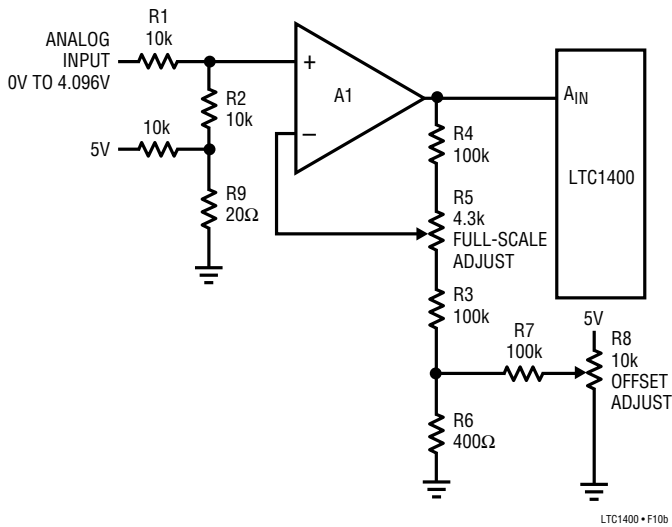 R1
10k
ANALOG
INPUT
0V TO 4.096V
R2
10k
10k
5V
R9
20Ω
+
A1
–
R4
100k
R5
4.3k
FULL-SCALE
ADJUST
R3
100k
AIN
LTC1400
R7
100k
5V
R8
10k
OFFSET
ADJUST
R6
400Ω
LTC1400 • F10b